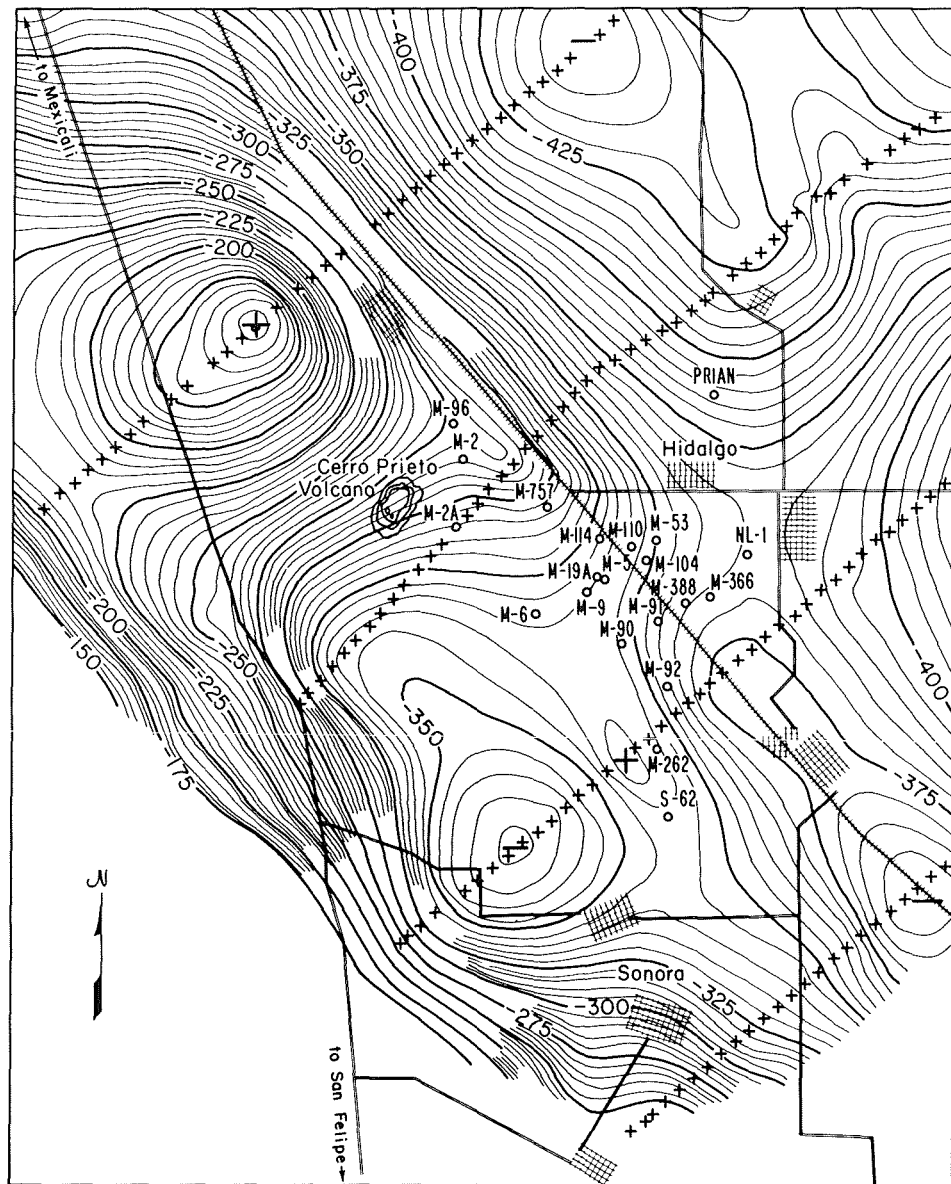 to Mexicali
-400
-375
-350
-325
-300
-275
-250
-225
-200
-425
PRIAN
M-96
M-2
Hidalgo
Cerro Prieto
Volcano
M-757
M-2A
M-114
M-110
M-53
NL-1
M-104
M-19A
M-5
M-388
M-366
M-9
M-6
M-91
M-90
M-92
-150
-200
-225
-250
-175
-350
-400
M-262
S-62
-375
N
Sonora
-325
-300
-275
to San Felipe